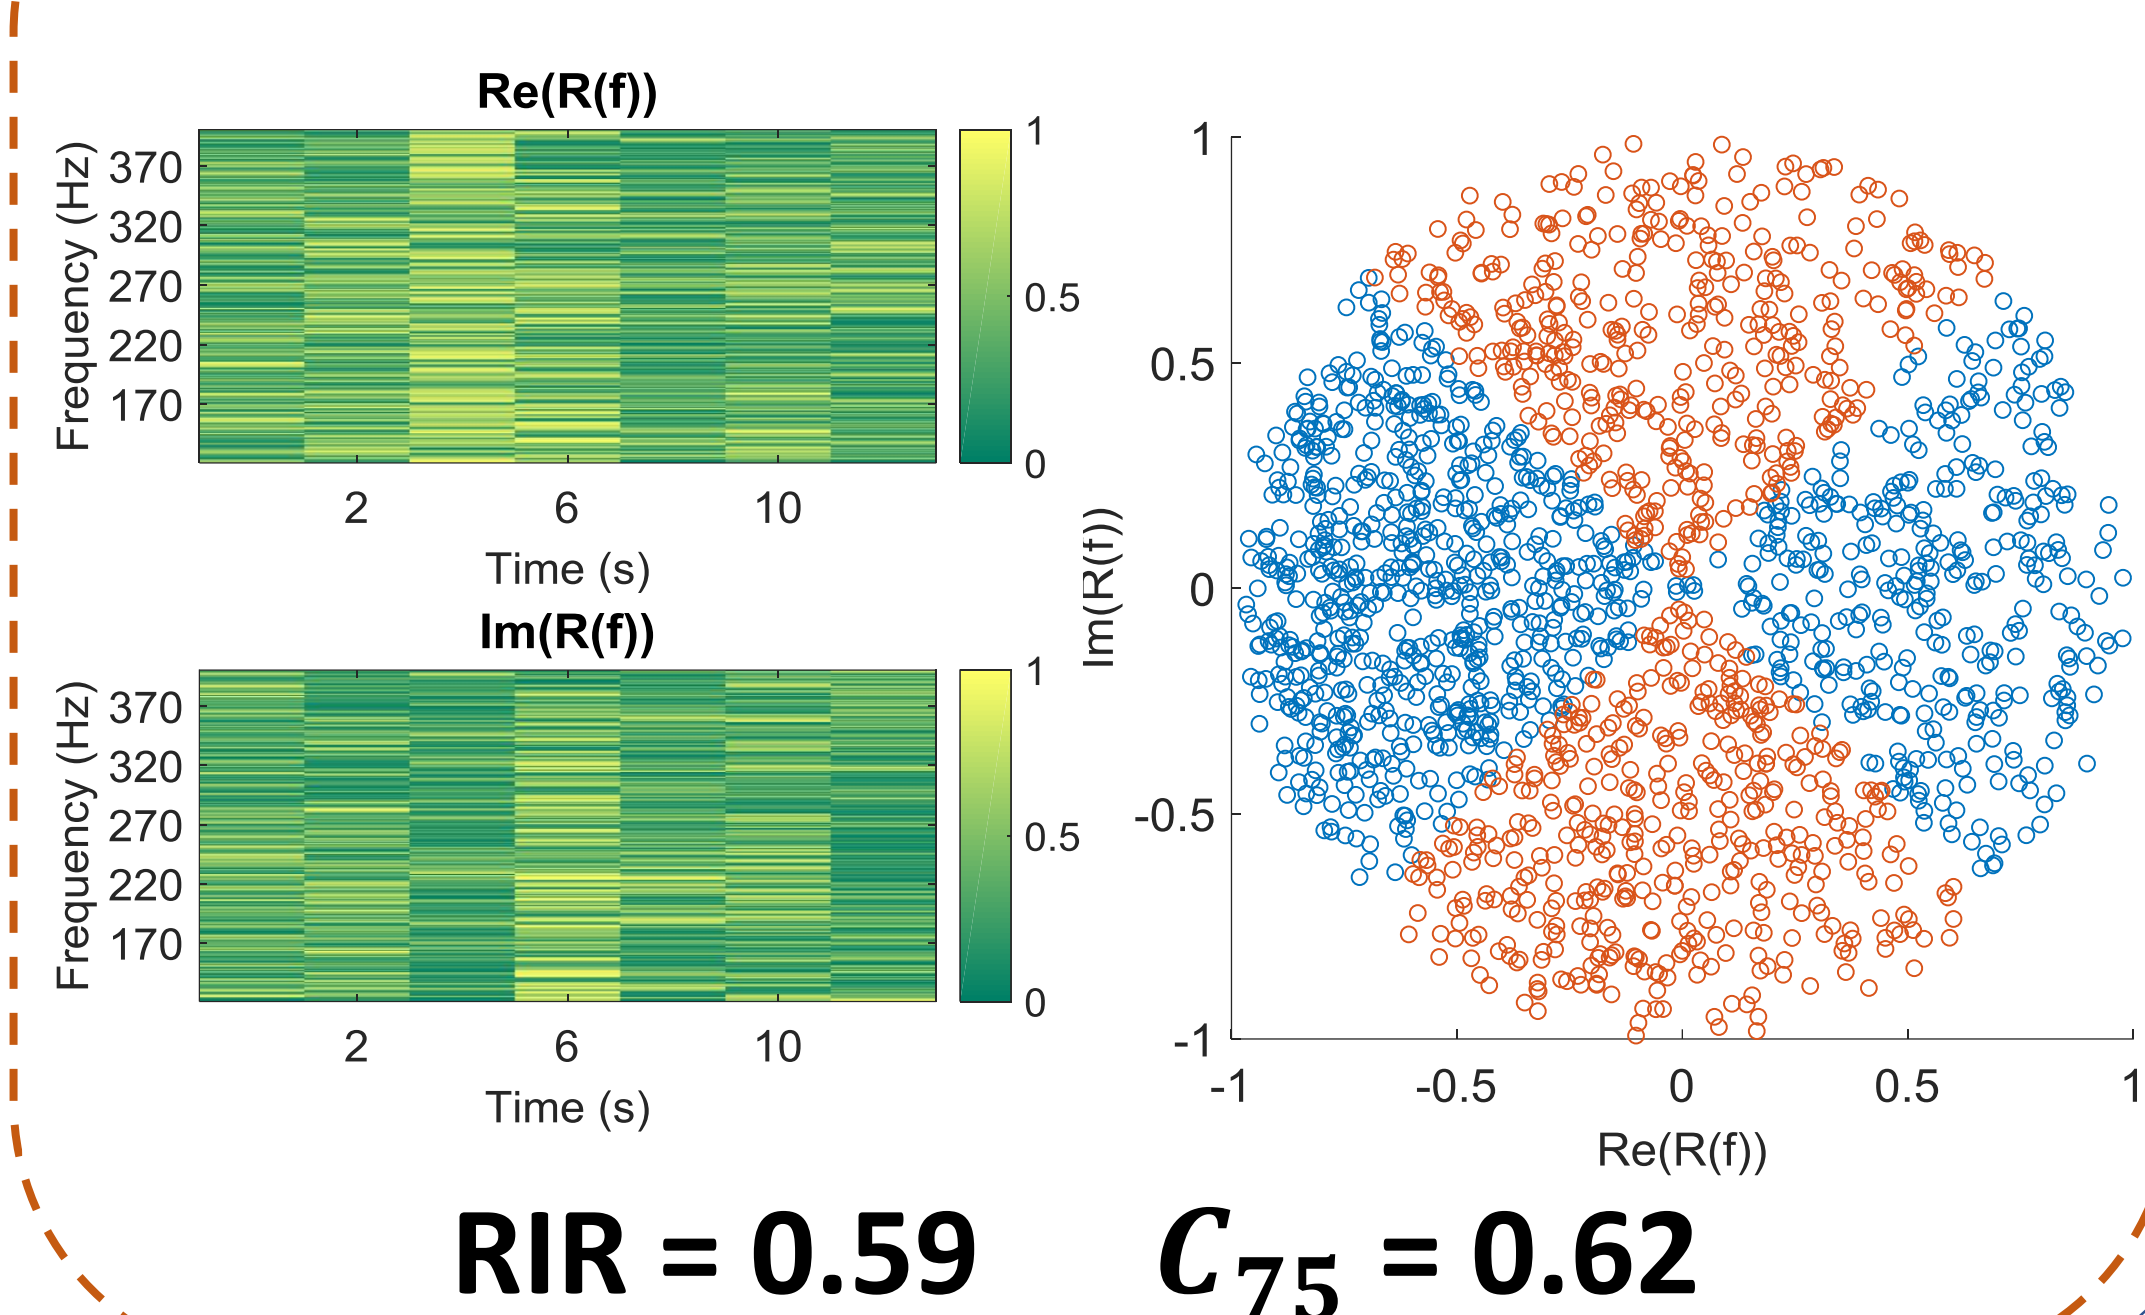 Re(R(f))
Frequency (Hz)
370
320
270
220
170
2 6 10
Time (s)
1
0.5
0
Im(R(f))
Frequency (Hz)
370
320
270
220
170
2 6 10
Time (s)
1
0.5
0
Im(R(f))
1
0.5
0
-0.5
-1
-1 -0.5 0 0.5 1
Re(R(f))
RIR = 0.59 C75 = 0.62